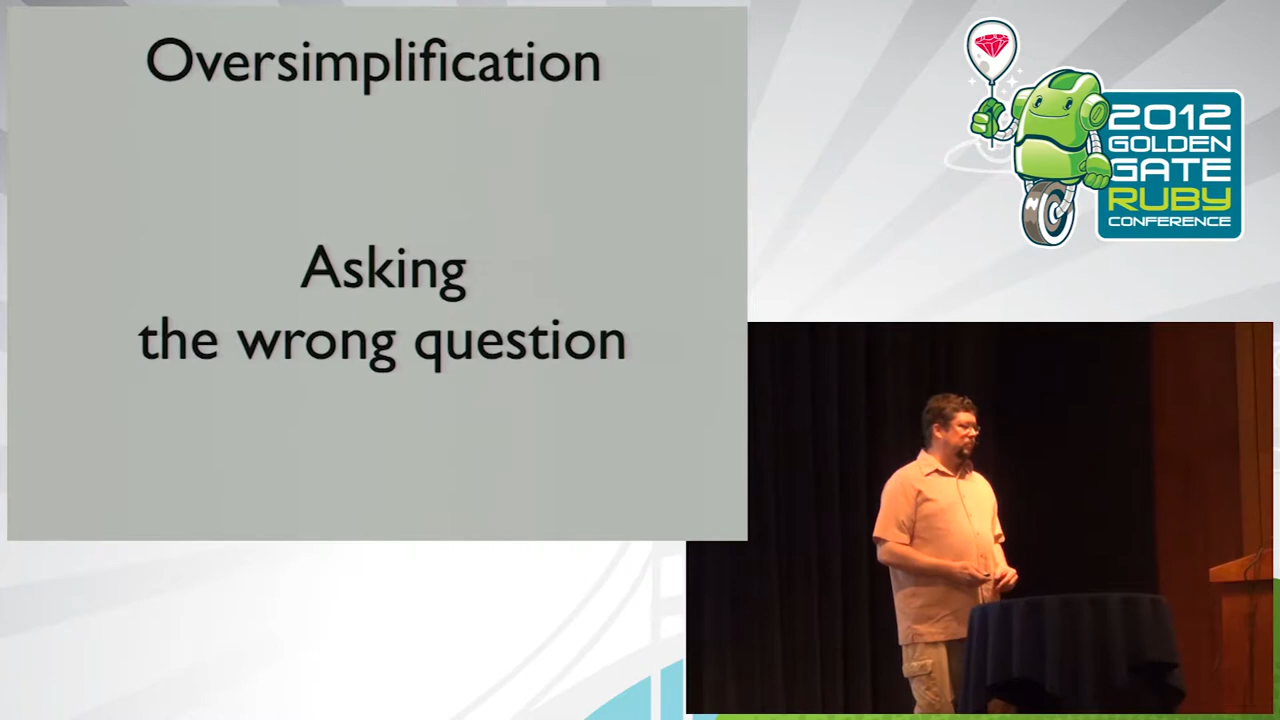 Oversimplification
Asking
the wrong question
2012
GOLDEN
GATE
RUBY
CONFERENCE